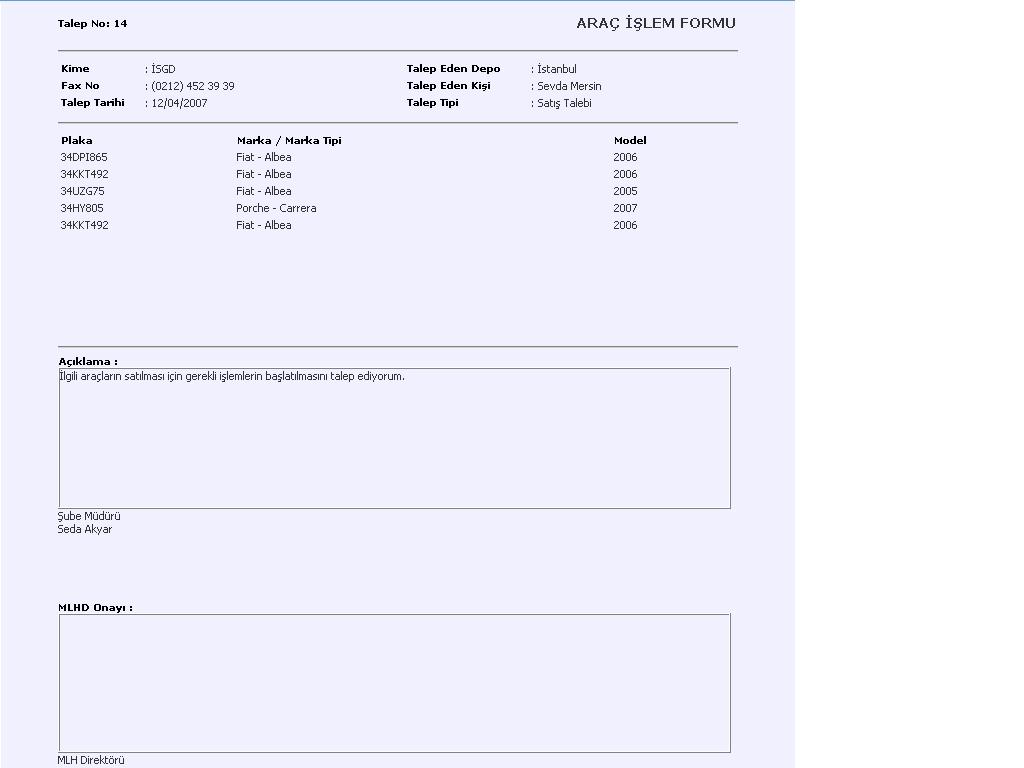 Talep No: 14 ARAÇ İŞLEM FORMU
Kime : İSGD Talep Eden Depo : İstanbul
Fax No : (0212) 452 39 39 Talep Eden Kişi : Sevda Mersin
Talep Tarihi : 12/04/2007 Talep Tipi : Satış Talebi
Plaka Marka / Marka Tipi Model
34DPI865 Fiat - Albea 2006
34KKT492 Fiat - Albea 2006
34UZG75 Fiat - Albea 2005
34HY805 Porche - Carrera 2007
34KKT492 Fiat - Albea 2006
Açıklama :
İlgili araçların satılması için gerekli işlemlerin başlatılmasını talep ediyorum.
Şube Müdürü
Seda Akyar
MLHD Onayı :
MLH Direktörü